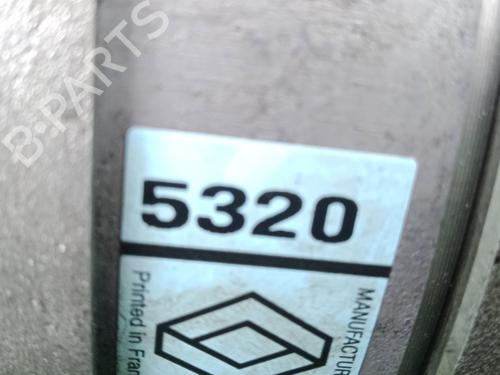 B-PARTS
5320
Printed in Fran
MANUFACTUR